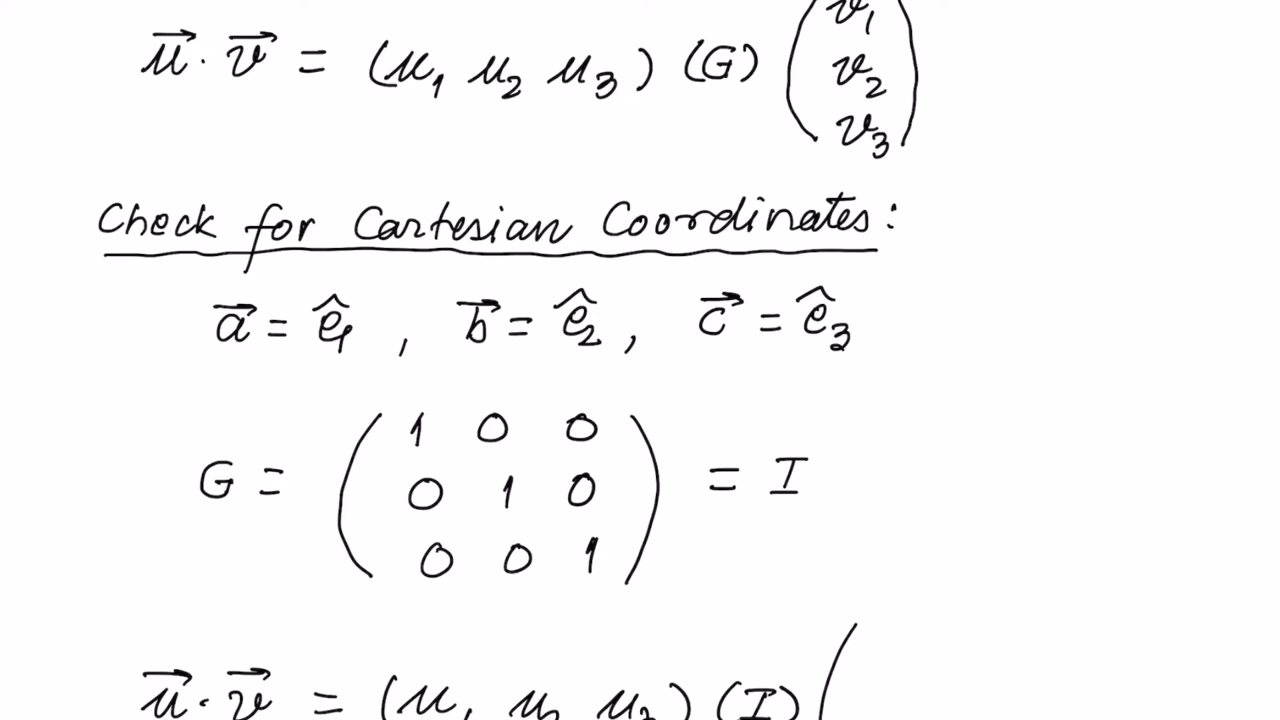 u⃗ · v⃗ = (u₁ u₂ u₃) (G) (v₁
v₂
v₃)
Check for Cartesian Coordinates:
a⃗ = ê₁ , b⃗ = ê₂ , c⃗ = ê₃
G = ( 1 0 0
0 1 0 = I
0 0 1 )
u⃗ · v⃗ = (u₁ u₂ u₃) (I) (